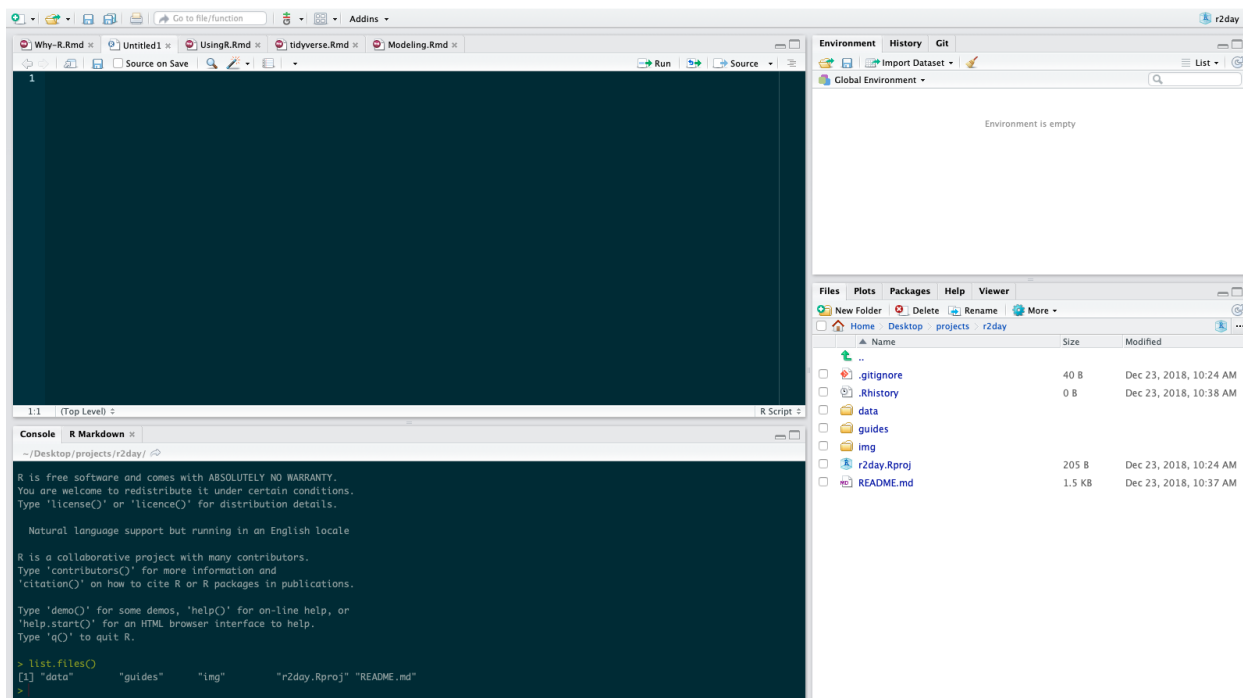 Go to file/function Addins r2day
Why-R.Rmd Untitled1 UsingR.Rmd tidyverse.Rmd Modeling.Rmd
Source on Save Run Source
1
1:1 (Top Level) R Script
Console R Markdown
~/Desktop/projects/r2day/
R is free software and comes with ABSOLUTELY NO WARRANTY.
You are welcome to redistribute it under certain conditions.
Type 'license()' or 'licence()' for distribution details.
Natural language support but running in an English locale
R is a collaborative project with many contributors.
Type 'contributors()' for more information and
'citation()' on how to cite R or R packages in publications.
Type 'demo()' for some demos, 'help()' for on-line help, or
'help.start()' for an HTML browser interface to help.
Type 'q()' to quit R.
> list.files()
[1] "data" "guides" "img" "r2day.Rproj" "README.md"
>
Environment History Git
Import Dataset List
Global Environment
Environment is empty
Files Plots Packages Help Viewer
New Folder Delete Rename More
Home Desktop projects r2day ...
Name Size Modified
..
.gitignore 40 B Dec 23, 2018, 10:24 AM
.Rhistory 0 B Dec 23, 2018, 10:38 AM
data
guides
img
r2day.Rproj 205 B Dec 23, 2018, 10:24 AM
README.md 1.5 KB Dec 23, 2018, 10:37 AM